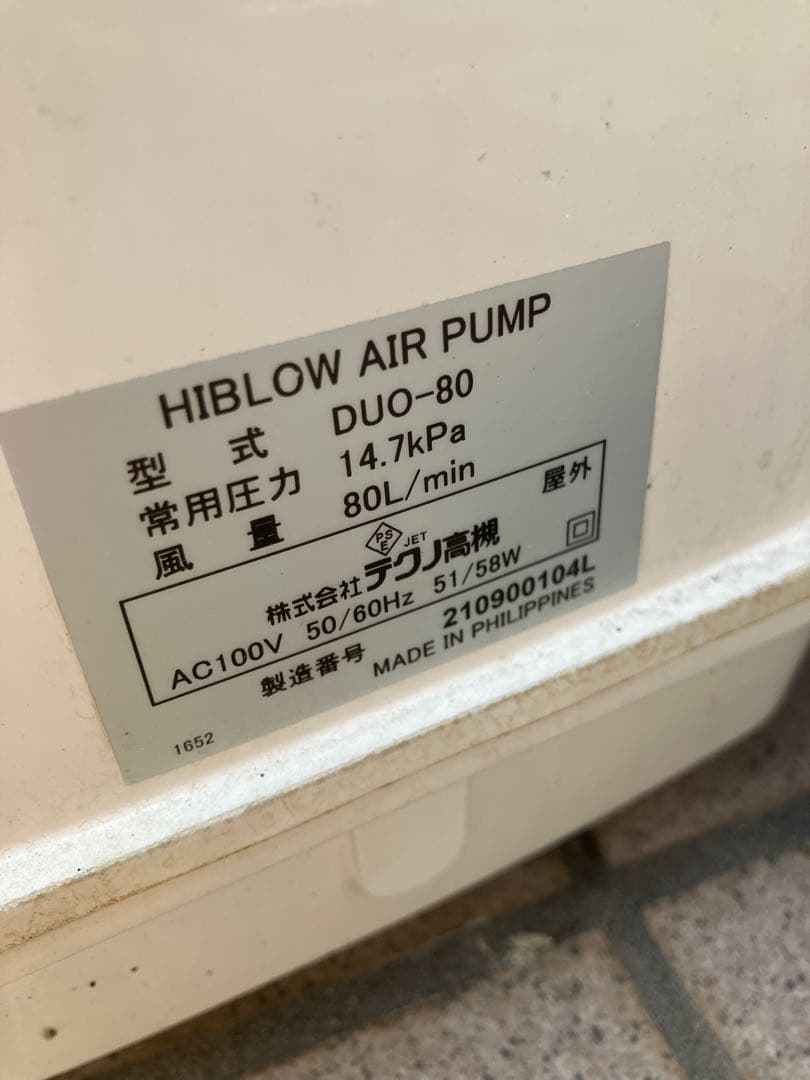 HIBLOW AIR PUMP
型 式 DUO-80
常用圧力 14.7kPa
風 量 80L/min
屋外
PS E JET
株式会社テクノ高槻
AC100V 50/60Hz 51/58W
製造番号 210900104L
MADE IN PHILIPPINES
1652